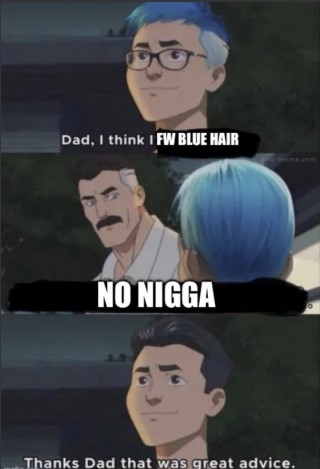 Dad, I think I FW BLUE HAIR
NO NIGGA
Thanks Dad that was great advice.